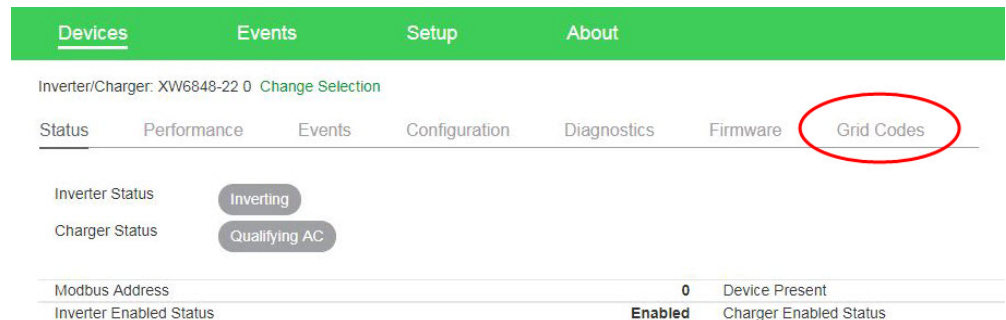 Devices Events Setup About
Inverter/Charger: XW6848-22 0 Change Selection
Status Performance Events Configuration Diagnostics Firmware Grid Codes
Inverter Status Inverting
Charger Status Qualifying AC
Modbus Address 0 Device Present
Inverter Enabled Status Enabled Charger Enabled Status